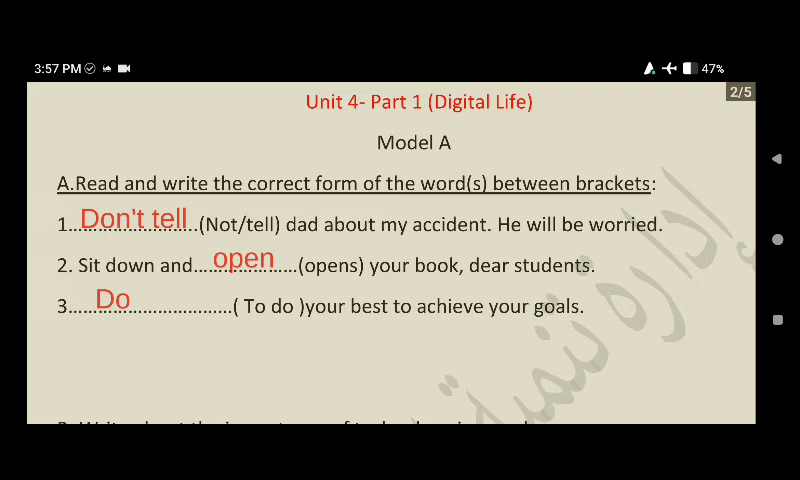 3:57 PM
47%
2/5
Unit 4- Part 1 (Digital Life)
Model A
A.Read and write the correct form of the word(s) between brackets:
1.Don't tell..(Not/tell) dad about my accident. He will be worried.
2. Sit down and......open......(opens) your book, dear students.
3......Do......( To do )your best to achieve your goals.
إدارة